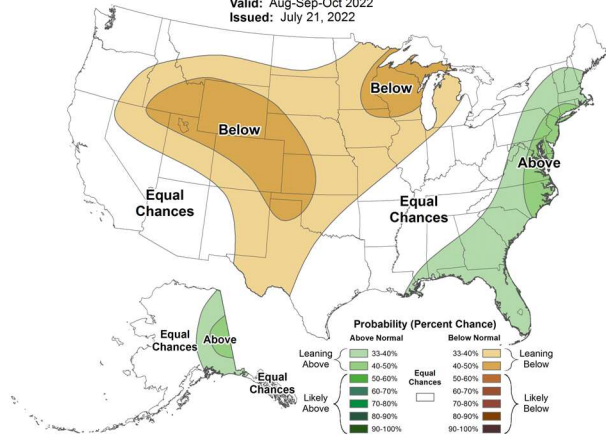 Valid: Aug-Sep-Oct 2022
Issued: July 21, 2022
Below
Below
Above
Equal
Chances
Equal
Chances
Equal
Chances
Above
Equal
Chances
Probability (Percent Chance)
Above Normal
Below Normal
Leaning
Above
33-40%
40-50%
Likely
Above
50-60%
60-70%
70-80%
80-90%
90-100%
Equal
Chances
33-40%
40-50%
Leaning
Below
50-60%
60-70%
70-80%
80-90%
90-100%
Likely
Below